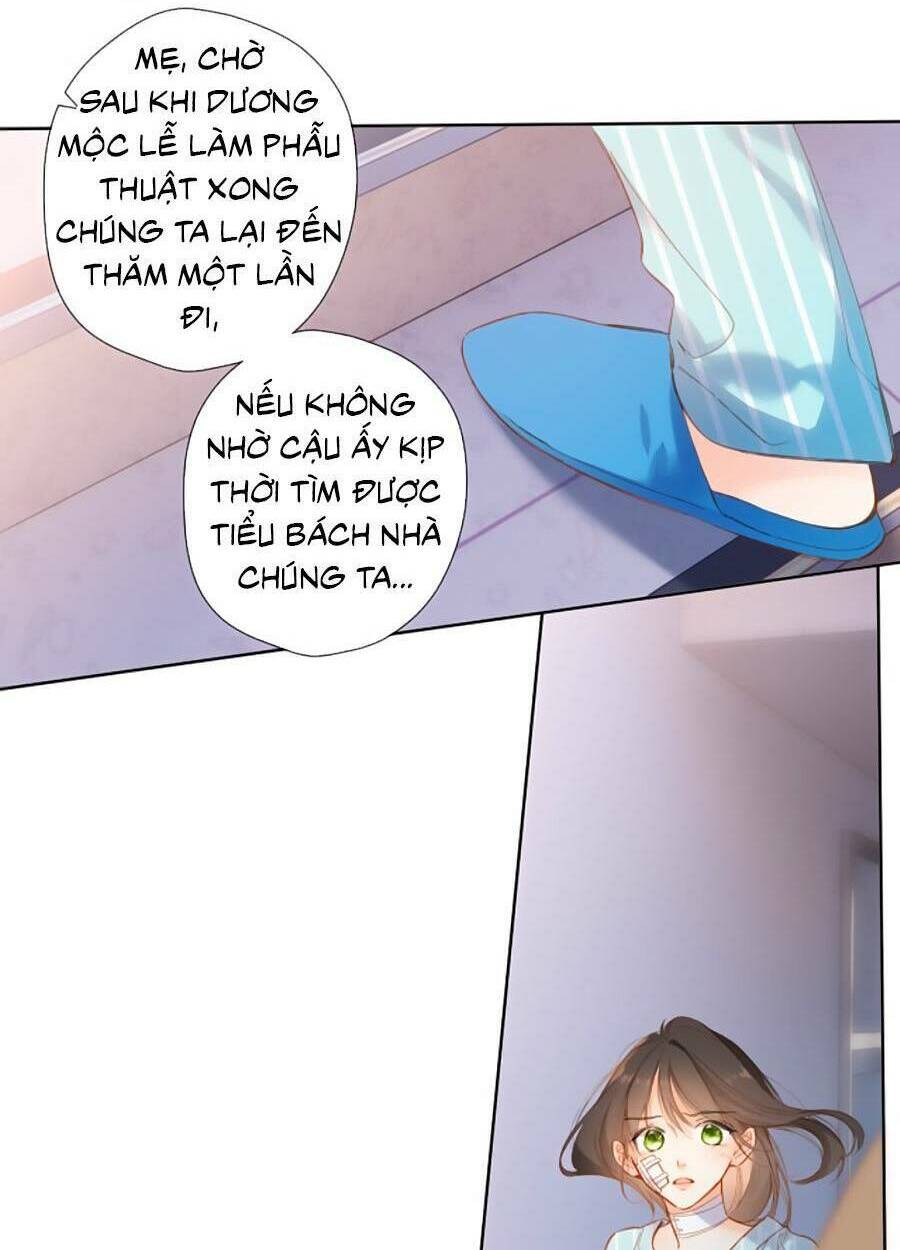 MẸ, CHỜ
SAU KHI DƯƠNG
MỘC LỄ LÀM PHẪU
THUẬT XONG
CHÚNG TA LẠI ĐẾN
THĂM MỘT LẦN
ĐI,
NẾU KHÔNG
NHỜ CẬU ẤY KỊP
THỜI TÌM ĐƯỢC
TIỂU BÁCH NHÀ
CHÚNG TA...